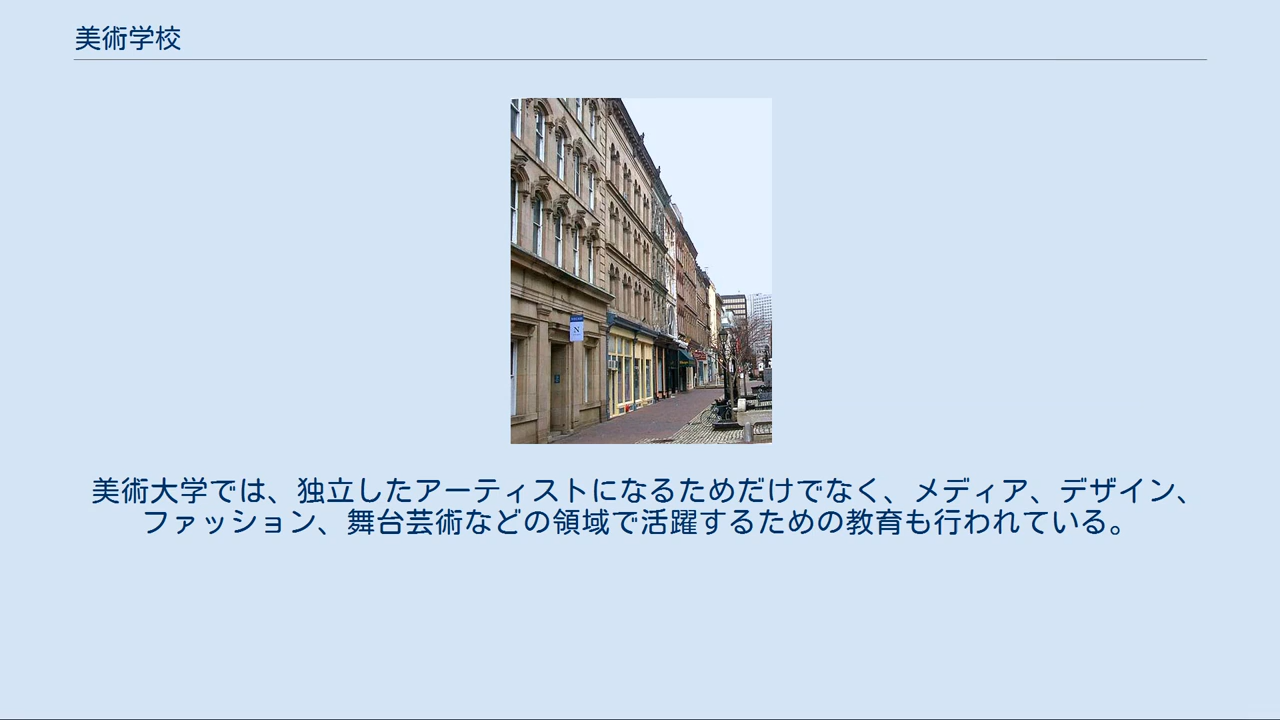 美術学校
N
美術大学では、独立したアーティストになるためだけでなく、メディア、デザイン、
ファッション、舞台芸術などの領域で活躍するための教育も行われている。